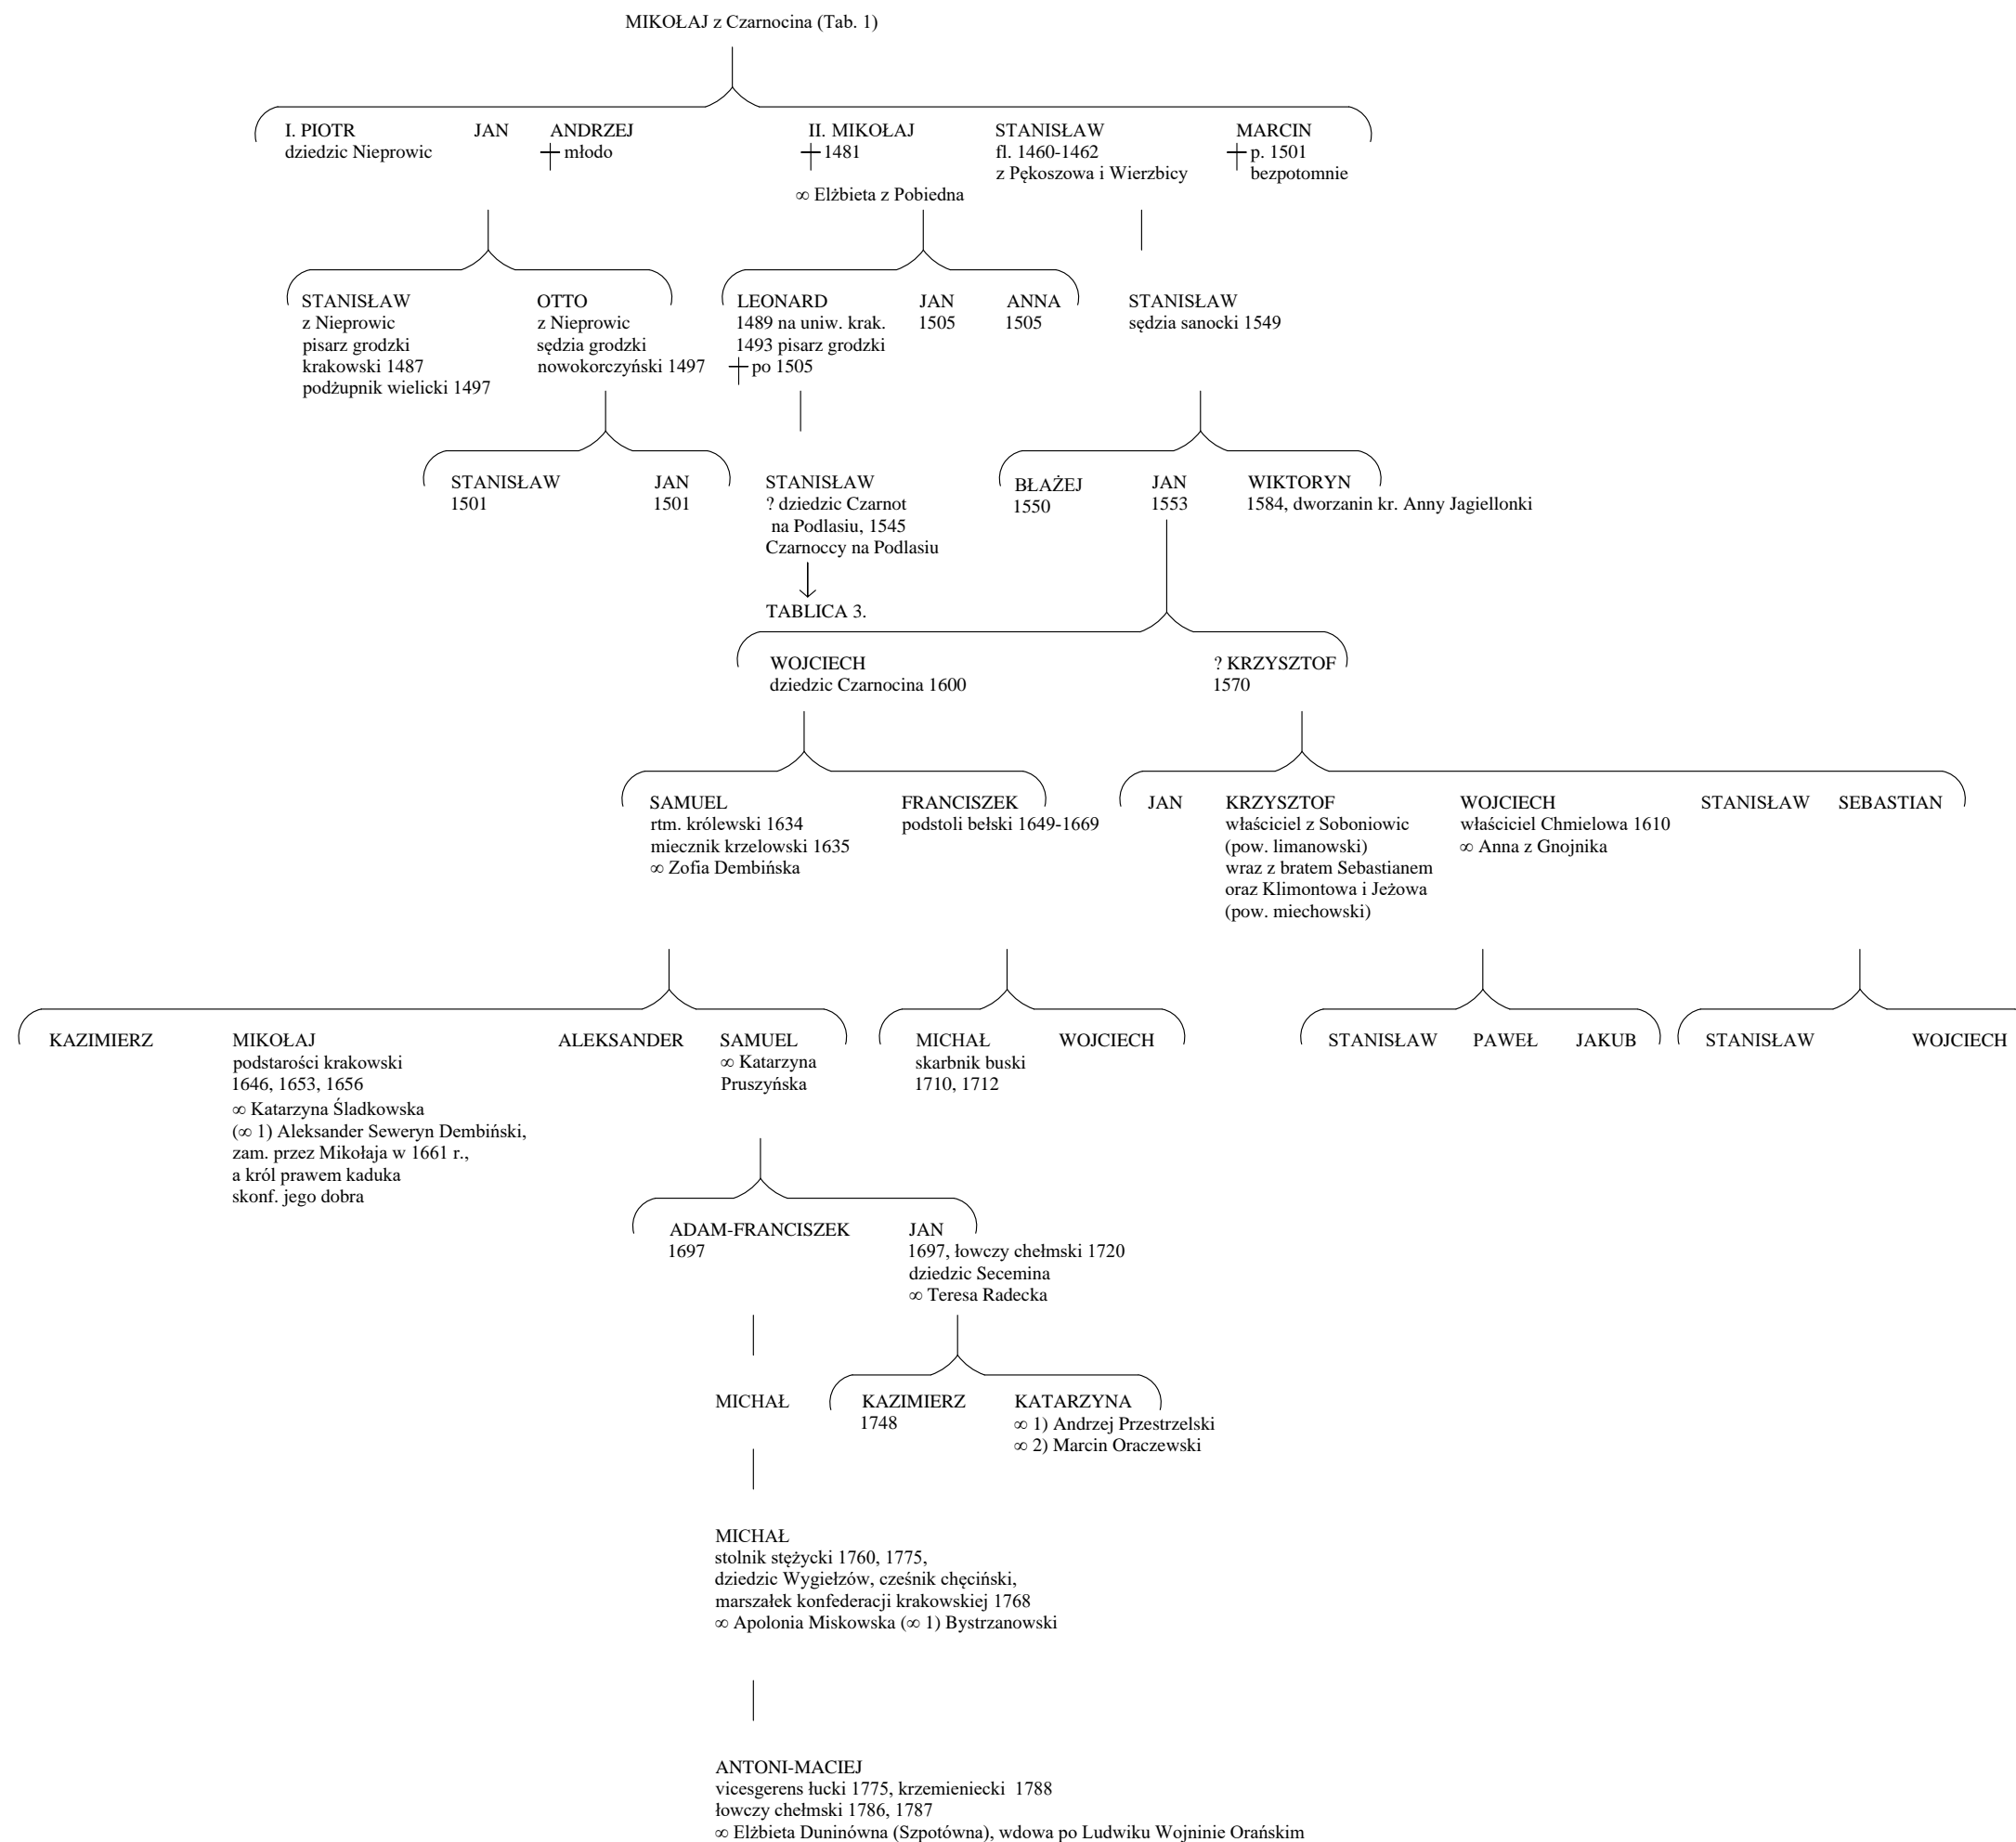 MIKOŁAJ z Czarnocina (Tab. 1)
I. PIOTR
dziedzic Nieprowic
JAN
ANDRZEJ
młodo
II. MIKOŁAJ
1481
∞ Elżbieta z Pobiedna
STANISŁAW
fl. 1460-1462
z Pękoszowa i Wierzbicy
MARCIN
p. 1501
bezpotomnie
STANISŁAW
z Nieprowic
pisarz grodzki
krakowski 1487
podżupnik wielicki 1497
OTTO
z Nieprowic
sędzia grodzki
nowokorczyński 1497
LEONARD
1489 na uniw. krak.
1493 pisarz grodzki
po 1505
JAN
1505
ANNA
1505
STANISŁAW
sędzia sanocki 1549
STANISŁAW
1501
JAN
1501
STANISŁAW
? dziedzic Czarnot
na Podlasiu, 1545
Czarnoccy na Podlasiu
TABLICA 3.
BŁAŻEJ
1550
JAN
1553
WIKTORYN
1584, dworzanin kr. Anny Jagiellonki
WOJCIECH
dziedzic Czarnocina 1600
? KRZYSZTOF
1570
SAMUEL
rtm. królewski 1634
miecznik krzelowski 1635
∞ Zofia Dembińska
FRANCISZEK
podstoli bełski 1649-1669
JAN
KRZYSZTOF
właściciel z Soboniowic
(pow. limanowski)
wraz z bratem Sebastianem
oraz Klimontowa i Jeżowa
(pow. miechowski)
WOJCIECH
właściciel Chmielowa 1610
∞ Anna z Gnojnika
STANISŁAW
SEBASTIAN
KAZIMIERZ
MIKOŁAJ
podstarości krakowski
1646, 1653, 1656
∞ Katarzyna Śladkowska
(∞ 1) Aleksander Seweryn Dembiński,
zam. przez Mikołaja w 1661 r.,
a król prawem kaduka
skonf. jego dobra
ALEKSANDER
SAMUEL
∞ Katarzyna
Pruszyńska
MICHAŁ
skarbnik buski
1710, 1712
WOJCIECH
STANISŁAW
PAWEŁ
JAKUB
STANISŁAW
WOJCIECH
ADAM-FRANCISZEK
1697
JAN
1697, łowczy chełmski 1720
dziedzic Secemina
∞ Teresa Radecka
MICHAŁ
KAZIMIERZ
1748
KATARZYNA
∞ 1) Andrzej Przestrzelski
∞ 2) Marcin Oraczewski
MICHAŁ
stolnik stężycki 1760, 1775,
dziedzic Wygiełzów, cześnik chęciński,
marszałek konfederacji krakowskiej 1768
∞ Apolonia Miskowska (∞ 1) Bystrzanowski
ANTONI-MACIEJ
vicesgerens łucki 1775, krzemieniecki 1788
łowczy chełmski 1786, 1787
∞ Elżbieta Duninówna (Szpotówna), wdowa po Ludwiku Wojninie Orańskim